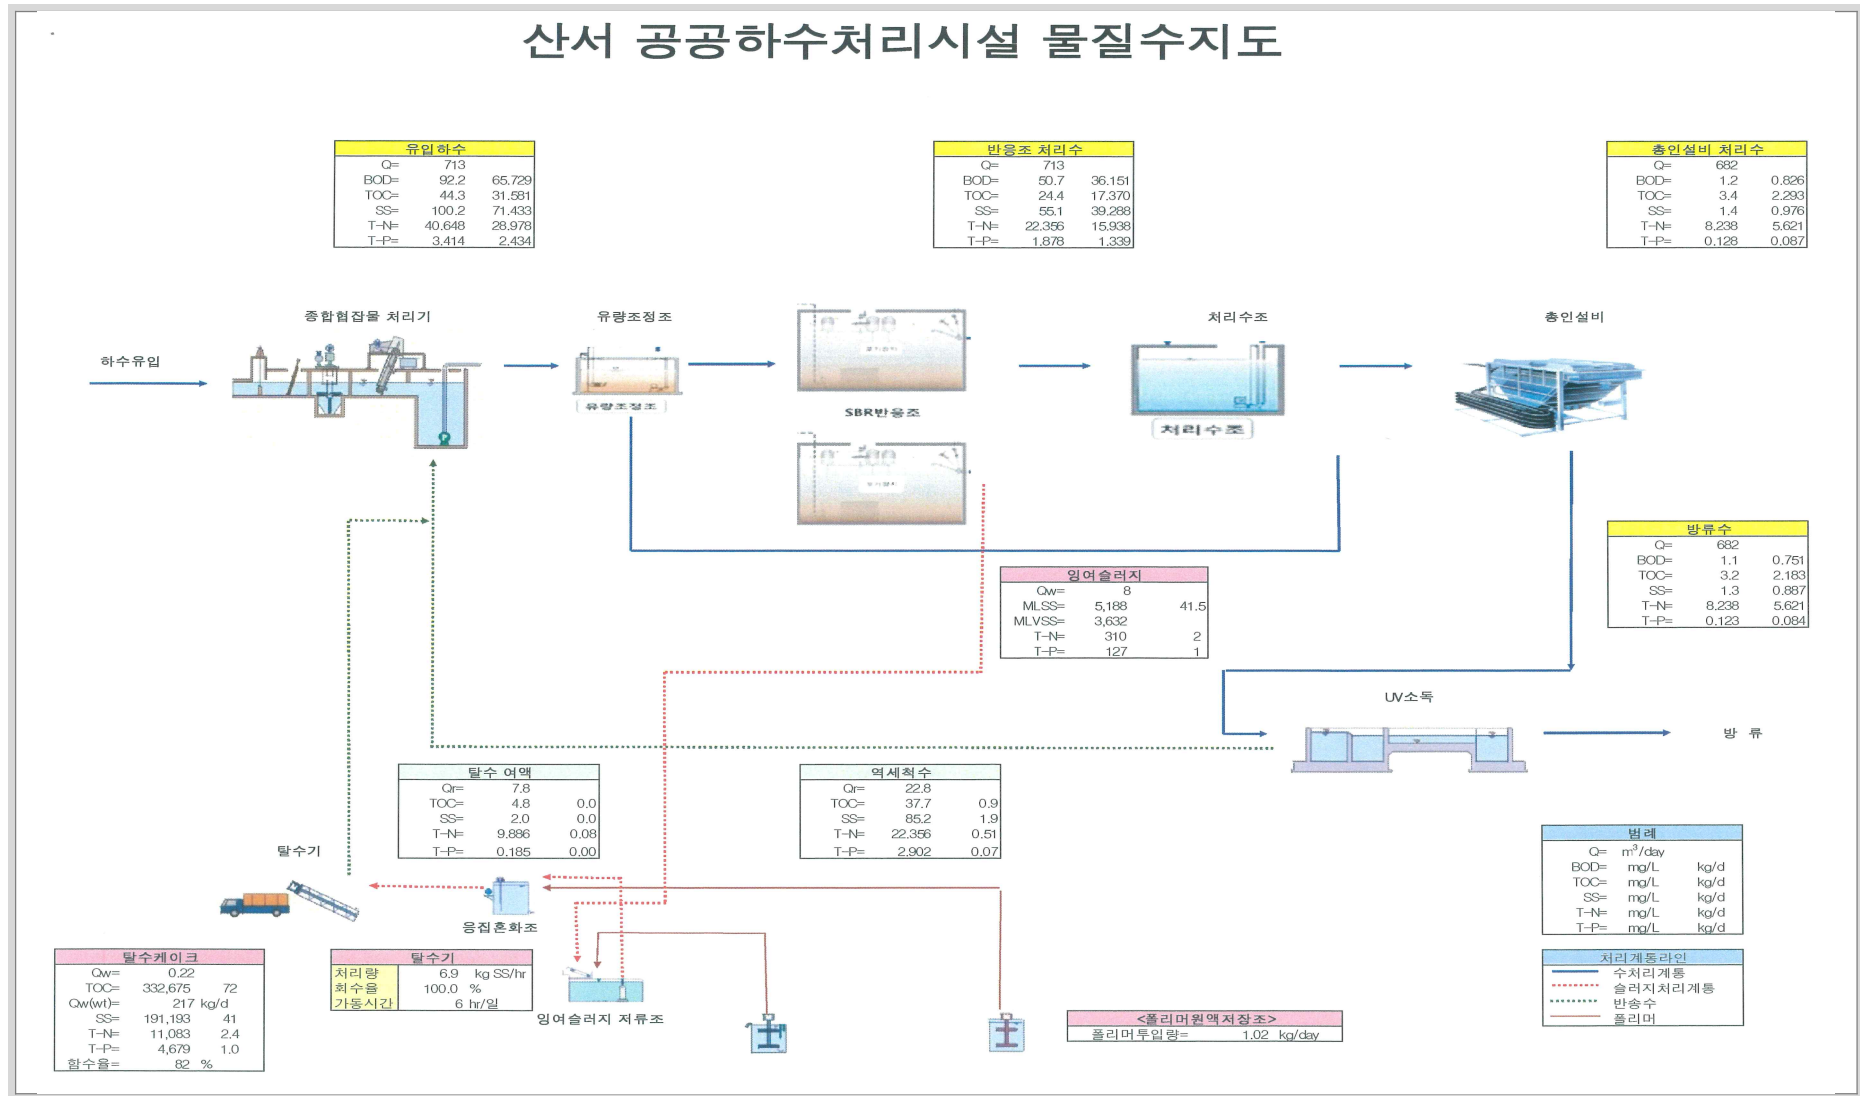 산서 공공하수처리시설 물질수지도
유입하수
Q= 713
BOD= 92.2 65.729
TOC= 44.3 31.581
SS= 100.2 71.433
T-N= 40.648 28.978
T-P= 3.414 2.434
반응조 처리수
Q= 713
BOD= 50.7 36.151
TOC= 24.4 17.370
SS= 55.1 39.288
T-N= 22.356 15.938
T-P= 1.878 1.339
총인설비 처리수
Q= 682
BOD= 1.2 0.826
TOC= 3.4 2.293
SS= 1.4 0.976
T-N= 8.238 5.621
T-P= 0.128 0.087
하수유입
종합협잡물 처리기
유량조정조
유량조정조
SBR반응조
처리수조
처리수조
총인설비
방류수
Q= 682
BOD= 1.1 0.751
TOC= 3.2 2.183
SS= 1.3 0.887
T-N= 8.238 5.621
T-P= 0.123 0.084
잉여슬러지
Qw= 8
MLSS= 5,188 41.5
MLVSS= 3,632
T-N= 310 2
T-P= 127 1
UV소독
방 류
탈수 여액
Qr= 7.8
TOC= 4.8 0.0
SS= 2.0 0.0
T-N= 9.886 0.08
T-P= 0.185 0.00
역세척수
Qr= 22.8
TOC= 37.7 0.9
SS= 85.2 1.9
T-N= 22.356 0.51
T-P= 2.902 0.07
탈수기
응집혼화조
잉여슬러지 저류조
범례
Q= m³/day
BOD= mg/L kg/d
TOC= mg/L kg/d
SS= mg/L kg/d
T-N= mg/L kg/d
T-P= mg/L kg/d
탈수케이크
Qw= 0.22
TOC= 332,675 72
Qw(wt)= 217 kg/d
SS= 191,193 41
T-N= 11,083 2.4
T-P= 4,679 1.0
함수율= 82 %
탈수기
처리량 6.9 kg SS/hr
회수율 100.0 %
가동시간 6 hr/일
<폴리머원액저장조>
폴리머투입량= 1.02 kg/day
처리계통라인
수처리계통
슬러지처리계통
반송수
폴리머